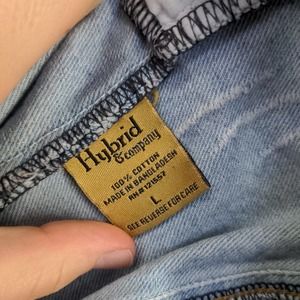 Hybrid
& company
100% COTTON
MADE IN BANGLADESH
RN# 121557
L
SEE REVERSE FOR CARE